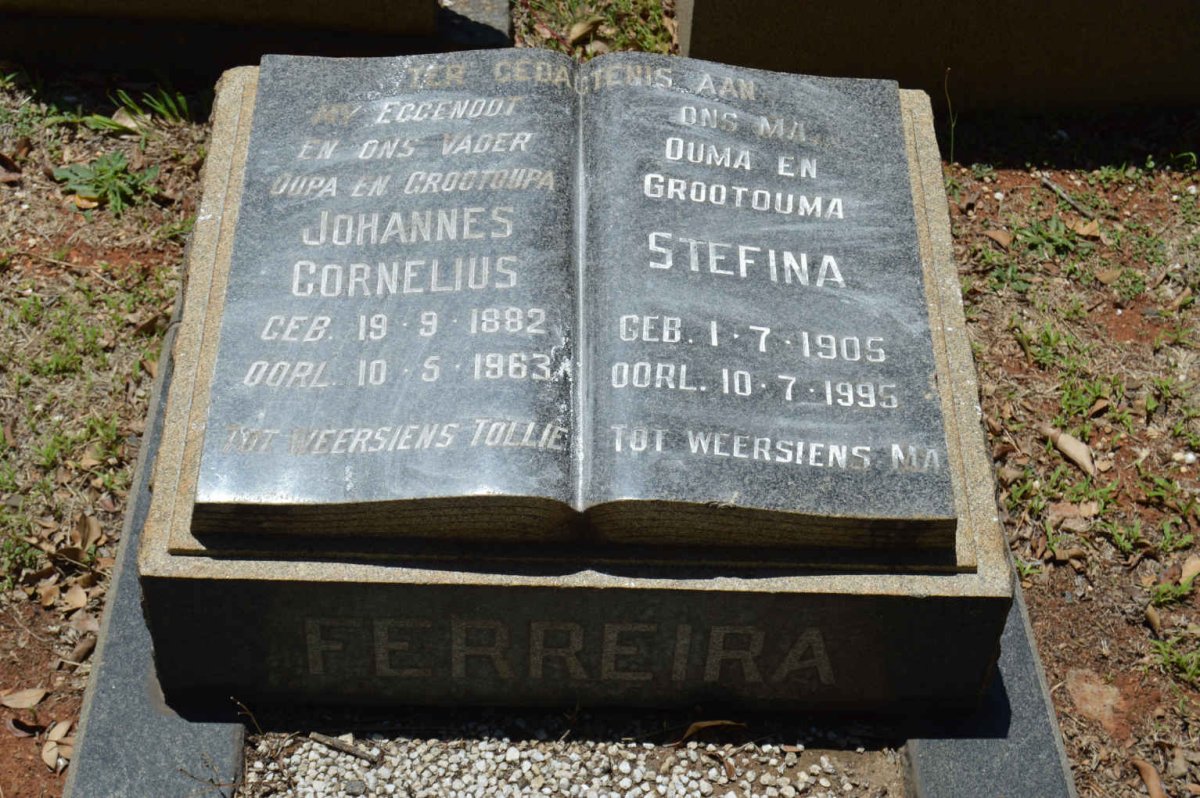 TER GEDAGTENIS AAN
MY EGGENOOT
EN ONS VADER
OUPA EN GROOTOUPA
JOHANNES
CORNELIUS
GEB. 19·9·1882
OORL. 10·5·1963
TOT WEERSIENS TOLLIE
ONS MA
OUMA EN
GROOTOUMA
STEFINA
GEB. 1·7·1905
OORL. 10·7·1995
TOT WEERSIENS MA
FERREIRA